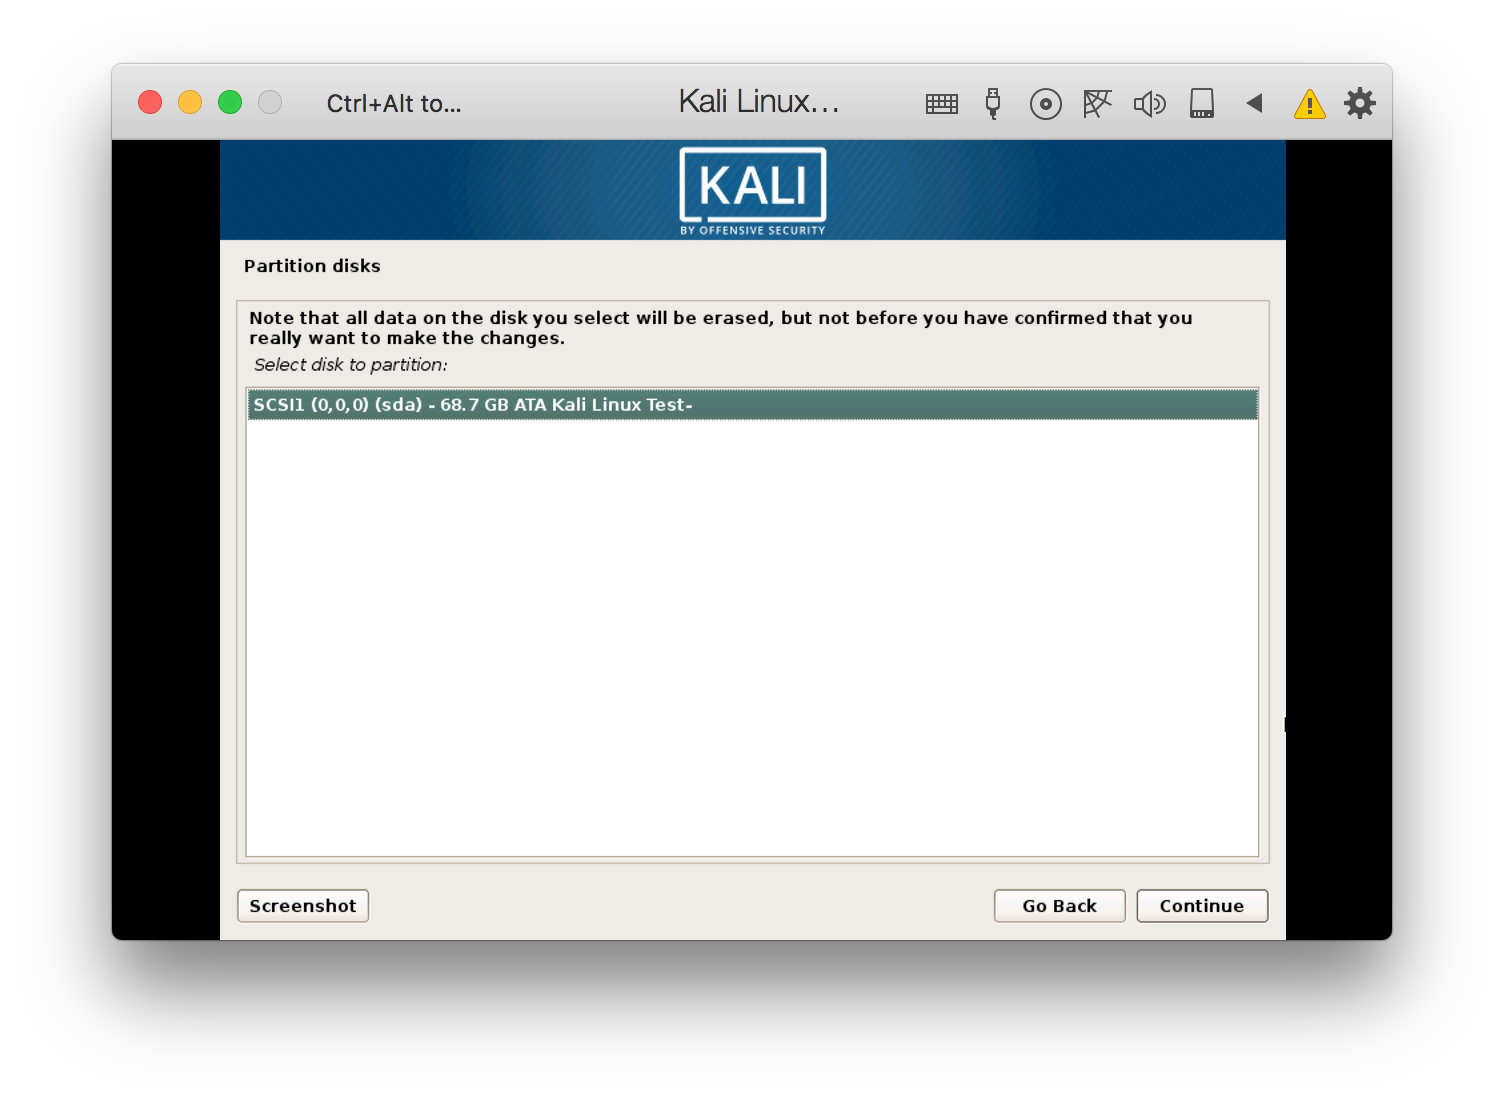 Ctrl+Alt to...
Kali Linux...
KALI
BY OFFENSIVE SECURITY
Partition disks
Note that all data on the disk you select will be erased, but not before you have confirmed that you
really want to make the changes.
Select disk to partition:
SCSI1 (0,0,0) (sda) - 68.7 GB ATA Kali Linux Test-
Screenshot
Go Back
Continue